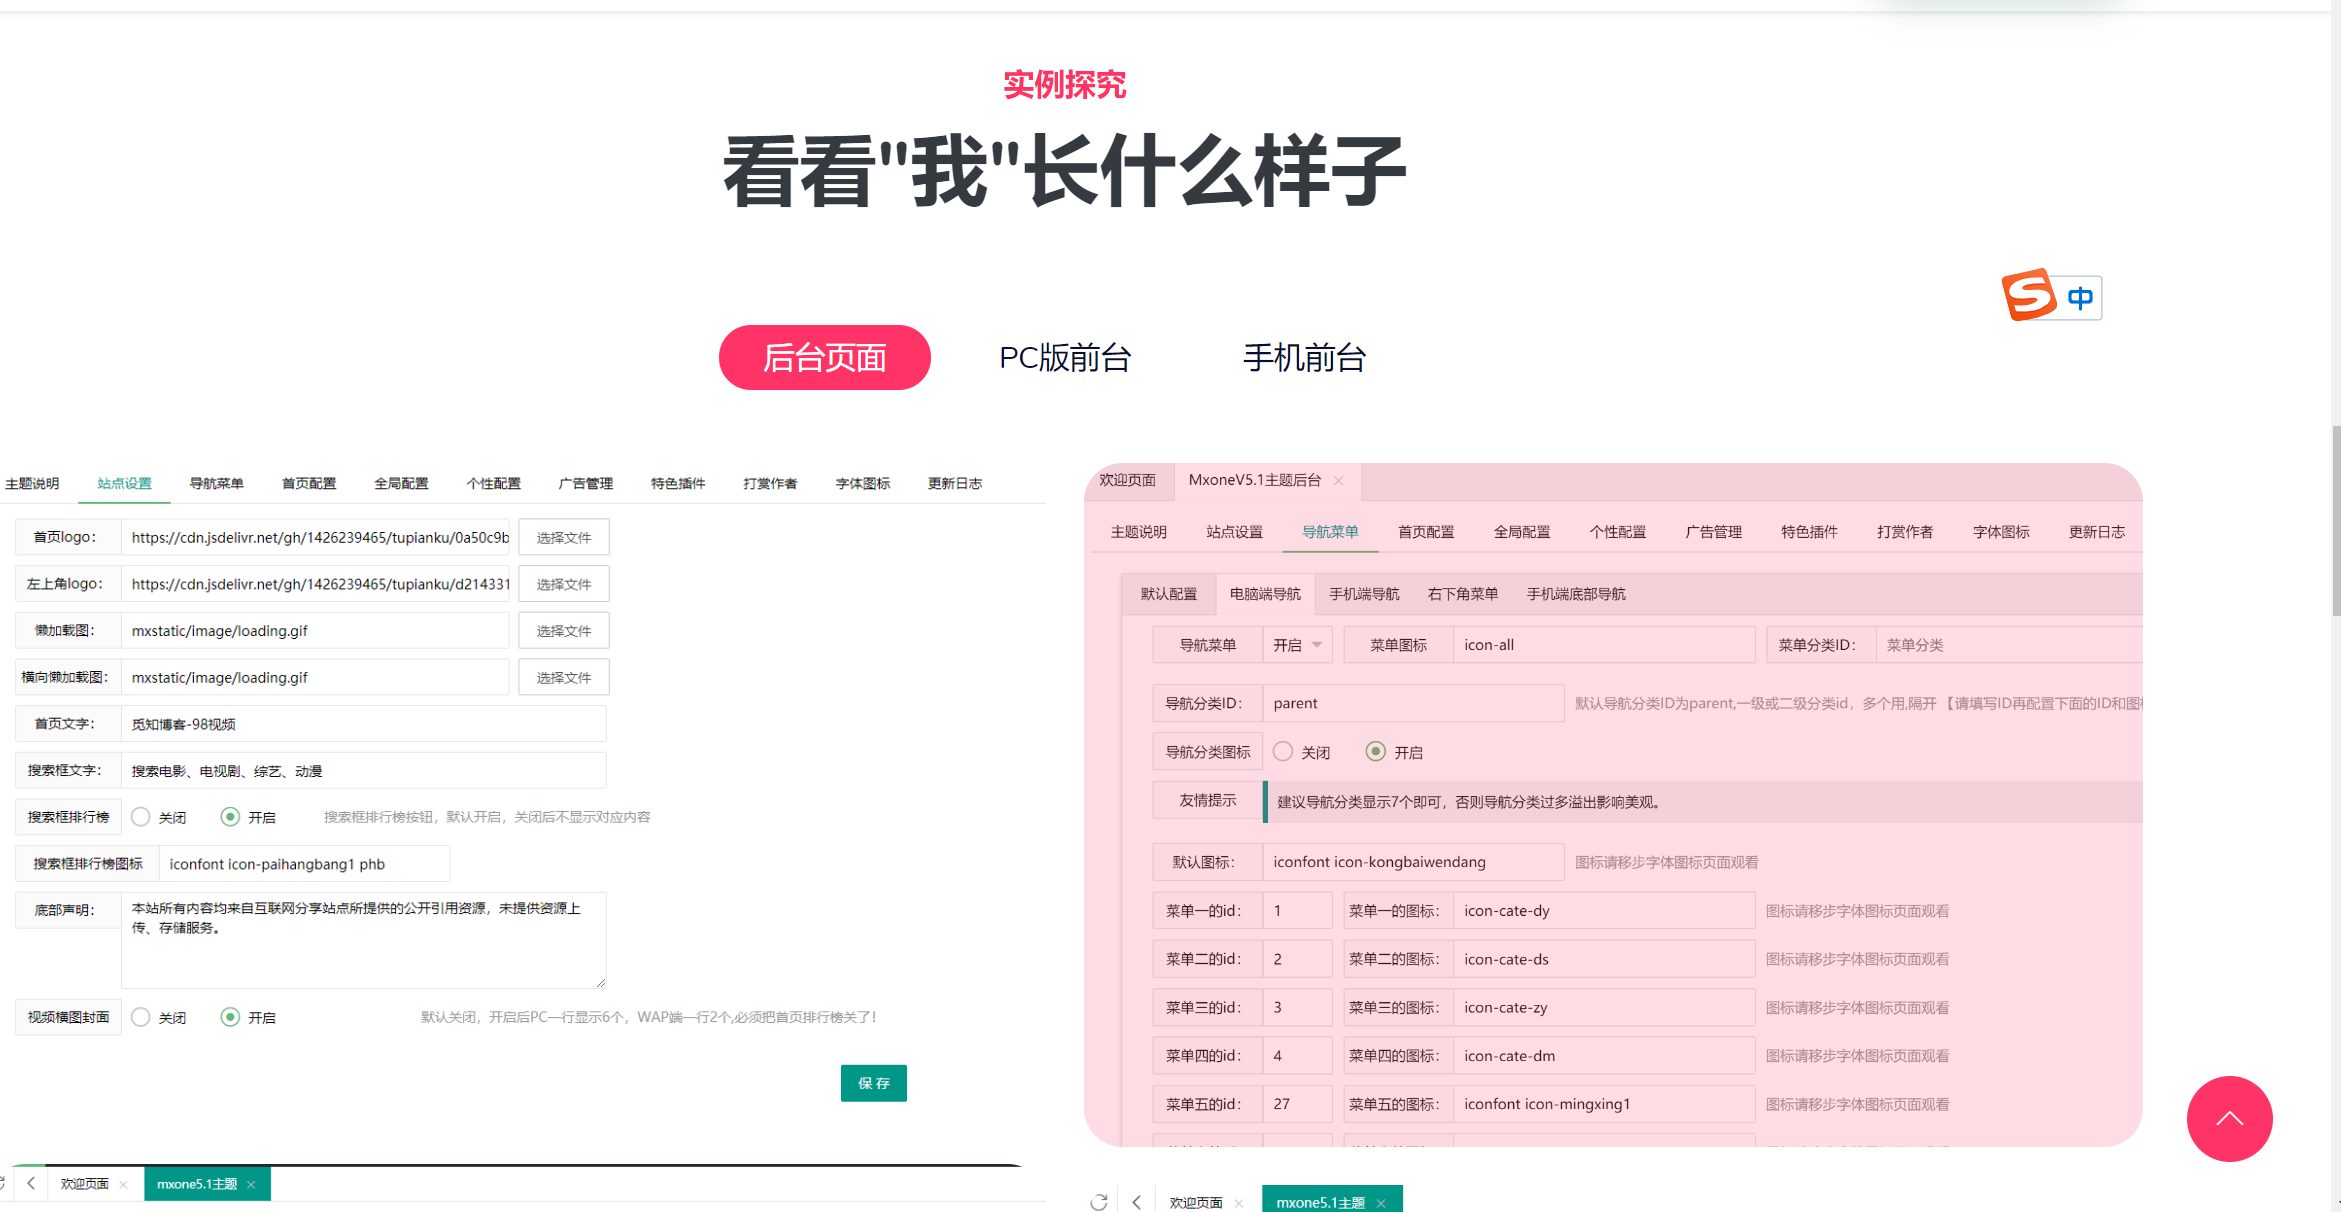 实例探究
看看"我"长什么样子
中
后台页面
PC版前台
手机前台
主题说明 站点设置 导航菜单 首页配置 全局配置 个性配置 广告管理 特色插件 打赏作者 字体图标 更新日志
首页logo： https://cdn.jsdelivr.net/gh/1426239465/tupianku/0a50c9b 选择文件
左上角logo： https://cdn.jsdelivr.net/gh/1426239465/tupianku/d214331 选择文件
懒加载图： mxstatic/image/loading.gif 选择文件
横向懒加载图： mxstatic/image/loading.gif 选择文件
首页文字： 觅知博客-98视频
搜索框文字： 搜索电影、电视剧、综艺、动漫
搜索框排行榜 关闭 开启 搜索框排行榜按钮，默认开启，关闭后不显示对应内容
搜索框排行榜图标 iconfont icon-paihangbang1 phb
底部声明： 本站所有内容均来自互联网分享站点所提供的公开引用资源，未提供资源上
传、存储服务。
视频横图封面 关闭 开启 默认关闭，开启后PC一行显示6个，WAP端一行2个,必须把首页排行榜关了！
保 存
欢迎页面 mxone5.1主题
欢迎页面 MxoneV5.1主题后台
主题说明 站点设置 导航菜单 首页配置 全局配置 个性配置 广告管理 特色插件 打赏作者 字体图标 更新日志
默认配置 电脑端导航 手机端导航 右下角菜单 手机端底部导航
导航菜单 开启 菜单图标 icon-all 菜单分类ID： 菜单分类
导航分类ID： parent 默认导航分类ID为parent,一级或二级分类id，多个用,隔开 【请填写ID再配置下面的ID和图
导航分类图标 关闭 开启
友情提示 建议导航分类显示7个即可，否则导航分类过多溢出影响美观。
默认图标： iconfont icon-kongbaiwendang 图标请移步字体图标页面观看
菜单一的id： 1 菜单一的图标： icon-cate-dy 图标请移步字体图标页面观看
菜单二的id： 2 菜单二的图标： icon-cate-ds 图标请移步字体图标页面观看
菜单三的id： 3 菜单三的图标： icon-cate-zy 图标请移步字体图标页面观看
菜单四的id： 4 菜单四的图标： icon-cate-dm 图标请移步字体图标页面观看
菜单五的id： 27 菜单五的图标： iconfont icon-mingxing1 图标请移步字体图标页面观看
欢迎页面 mxone5.1主题